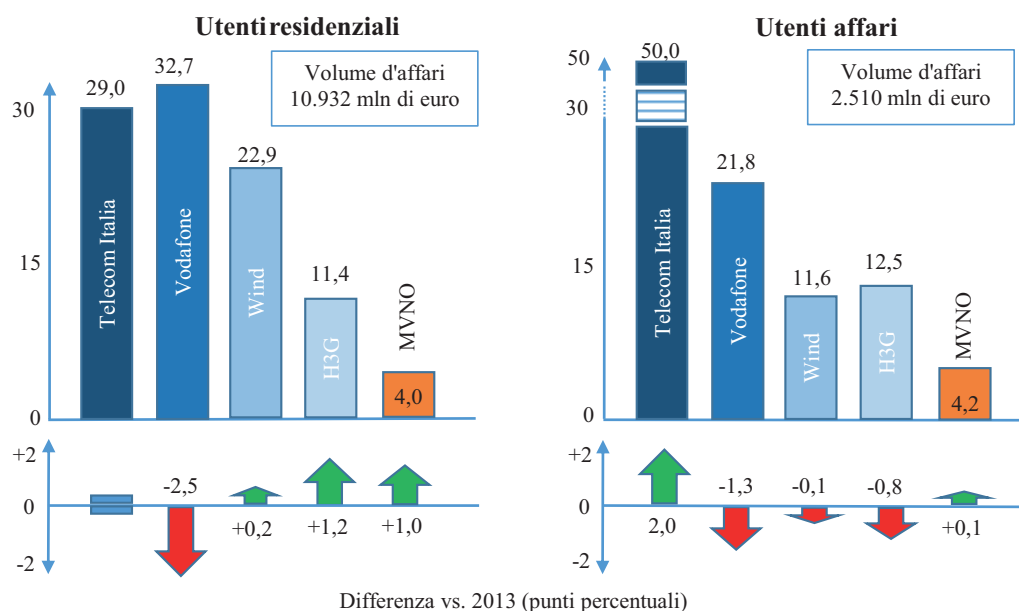 Utenti residenziali
Volume d'affari
10.932 mln di euro
30
15
0
29,0
32,7
22,9
11,4
4,0
Telecom Italia
Vodafone
Wind
H3G
MVNO
+2
0
-2
-2,5
+0,2
+1,2
+1,0
Utenti affari
Volume d'affari
2.510 mln di euro
50
30
15
0
50,0
21,8
11,6
12,5
4,2
Telecom Italia
Vodafone
Wind
H3G
MVNO
+2
0
-2
2,0
-1,3
-0,1
-0,8
+0,1
Differenza vs. 2013 (punti percentuali)